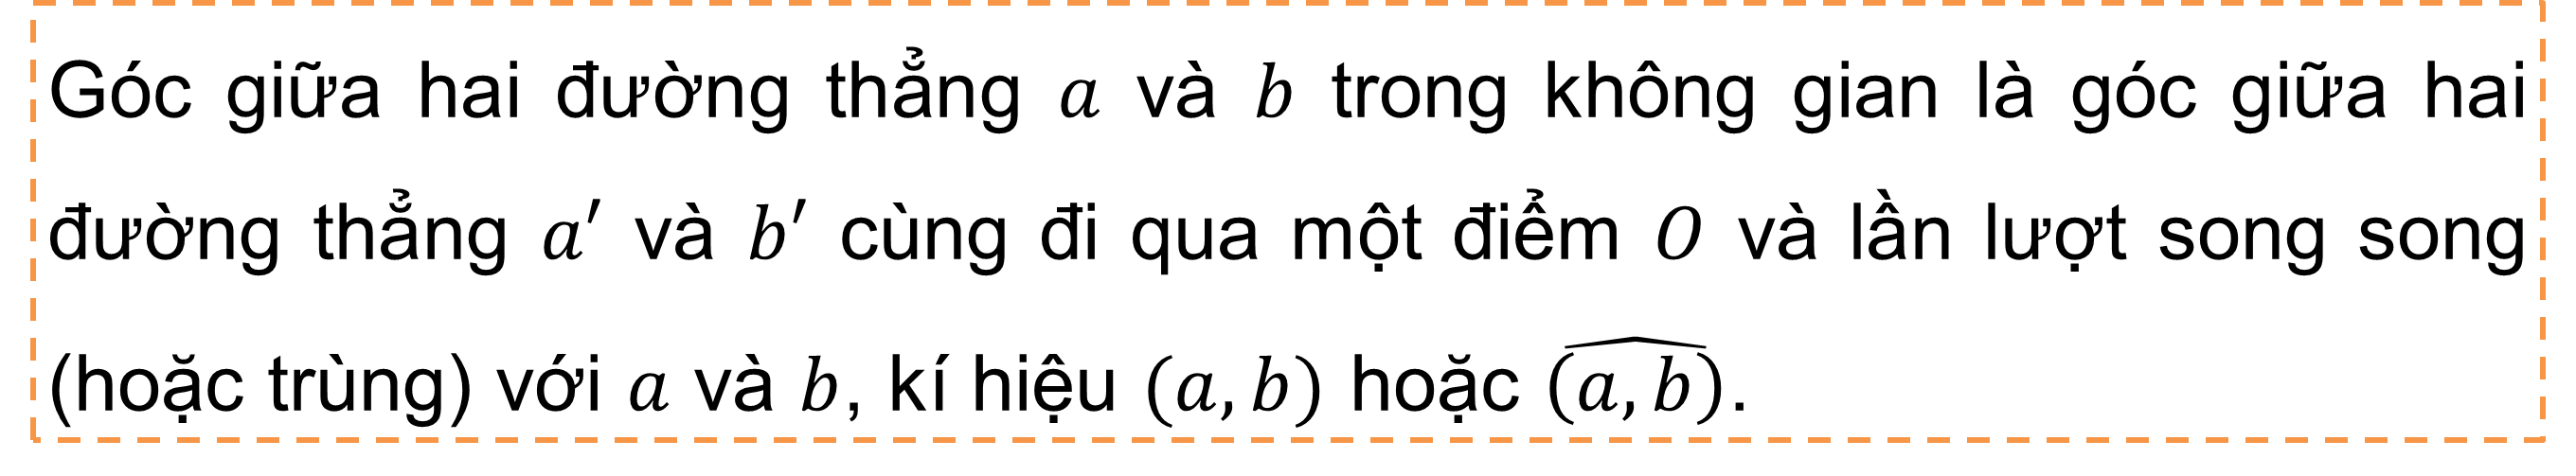 Góc giữa hai đường thẳng a và b trong không gian là góc giữa hai
đường thẳng a′ và b′ cùng đi qua một điểm O và lần lượt song song
(hoặc trùng) với a và b, kí hiệu (a, b) hoặc $\widehat{(a, b)}$.